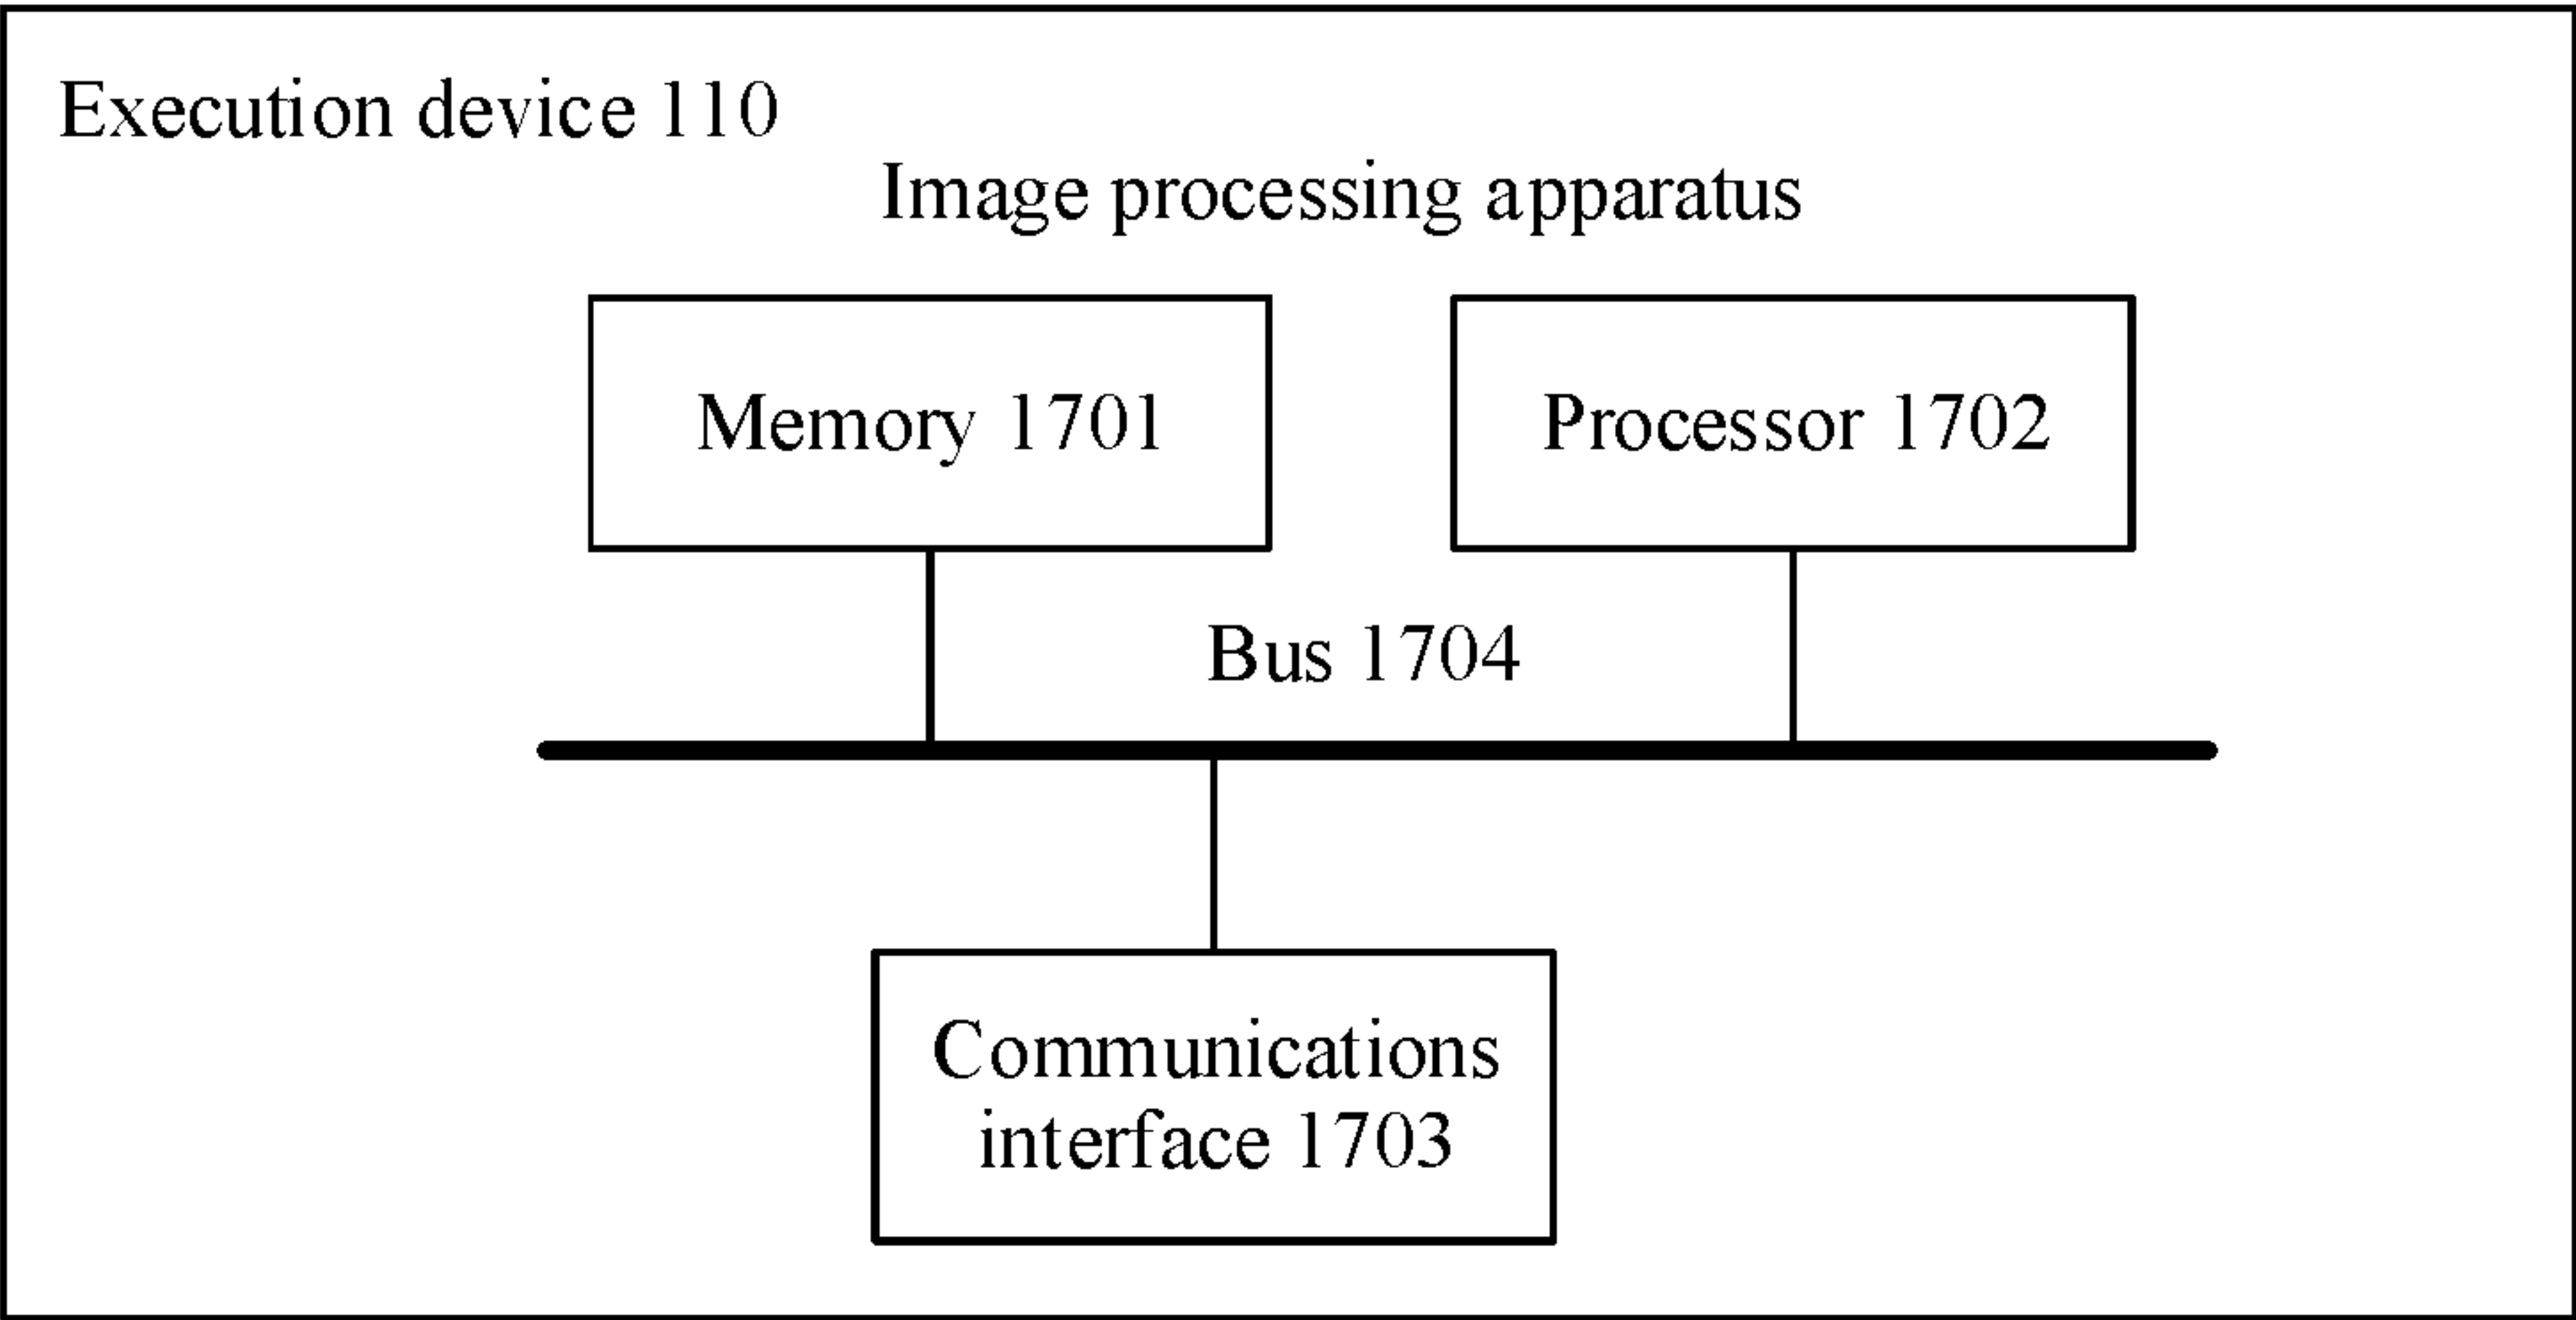 Execution device 110
Image processing apparatus
Memory 1701
Processor 1702
Bus 1704
Communications
interface 1703